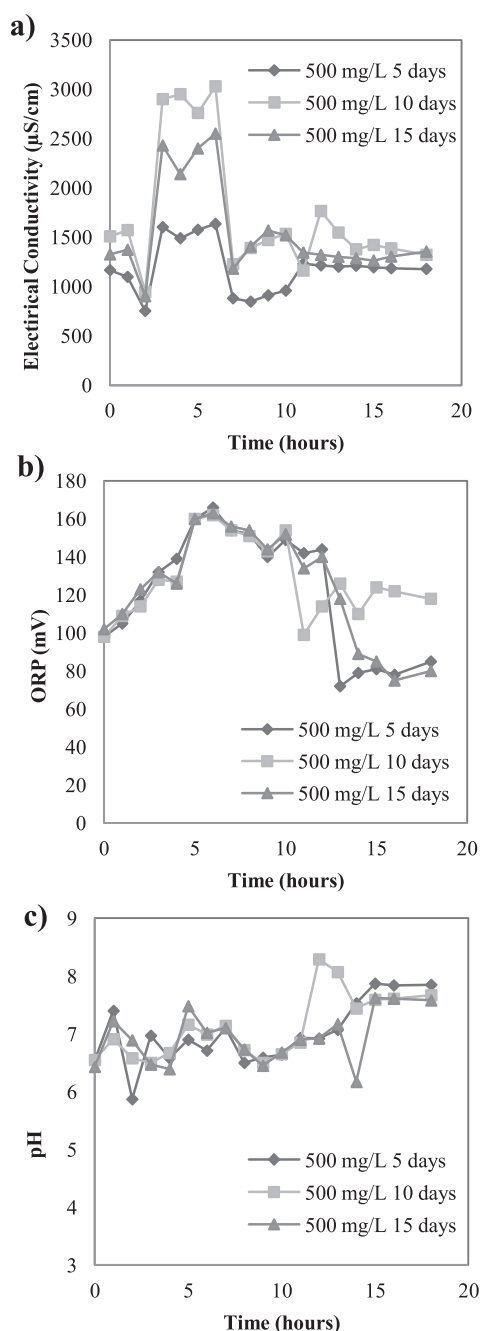 a)
3500
3000
2500
2000
1500
1000
500
0
Electirical Conductivity (µS/cm)
500 mg/L 5 days
500 mg/L 10 days
500 mg/L 15 days
0 5 10 15 20
Time (hours)
b)
180
160
140
120
100
80
60
40
20
0
ORP (mV)
500 mg/L 5 days
500 mg/L 10 days
500 mg/L 15 days
0 5 10 15 20
Time (hours)
c)
9
8
7
6
5
4
3
pH
500 mg/L 5 days
500 mg/L 10 days
500 mg/L 15 days
0 5 10 15 20
Time (hours)